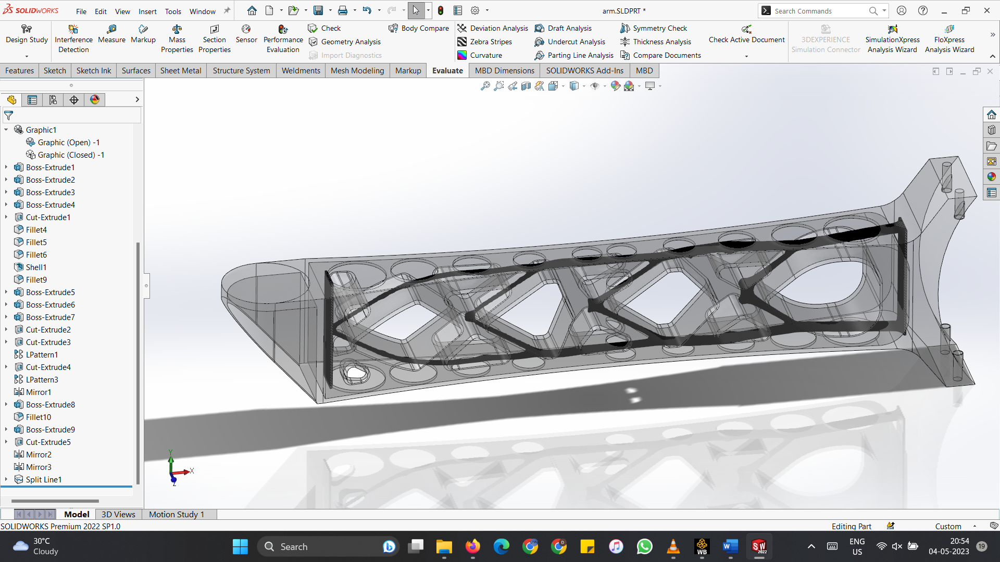 SOLIDWORKS File Edit View Insert Tools Window arm.SLDPRT * Search Commands
Design Study
Interference Detection
Measure
Markup
Mass Properties
Section Properties
Sensor
Performance Evaluation
Check
Geometry Analysis
Import Diagnostics
Body Compare
Deviation Analysis
Zebra Stripes
Curvature
Draft Analysis
Undercut Analysis
Parting Line Analysis
Symmetry Check
Thickness Analysis
Compare Documents
Check Active Document
3DEXPERIENCE Simulation Connector
SimulationXpress Analysis Wizard
FloXpress Analysis Wizard
Features Sketch Sketch Ink Surfaces Sheet Metal Structure System Weldments Mesh Modeling Markup Evaluate MBD Dimensions SOLIDWORKS Add-Ins MBD
Graphic1
Graphic (Open) -1
Graphic (Closed) -1
Boss-Extrude1
Boss-Extrude2
Boss-Extrude3
Boss-Extrude4
Cut-Extrude1
Fillet4
Fillet5
Fillet6
Shell1
Fillet9
Boss-Extrude5
Boss-Extrude6
Boss-Extrude7
Cut-Extrude2
Cut-Extrude3
LPattern1
Cut-Extrude4
LPattern3
Mirror1
Boss-Extrude8
Fillet10
Boss-Extrude9
Cut-Extrude5
Mirror2
Mirror3
Split Line1
Y
X
Z
Model 3D Views Motion Study 1
SOLIDWORKS Premium 2022 SP1.0 Editing Part Custom
30°C
Cloudy
Search
WB
W
SW
2022
ENG
US
20:54
04-05-2023
19